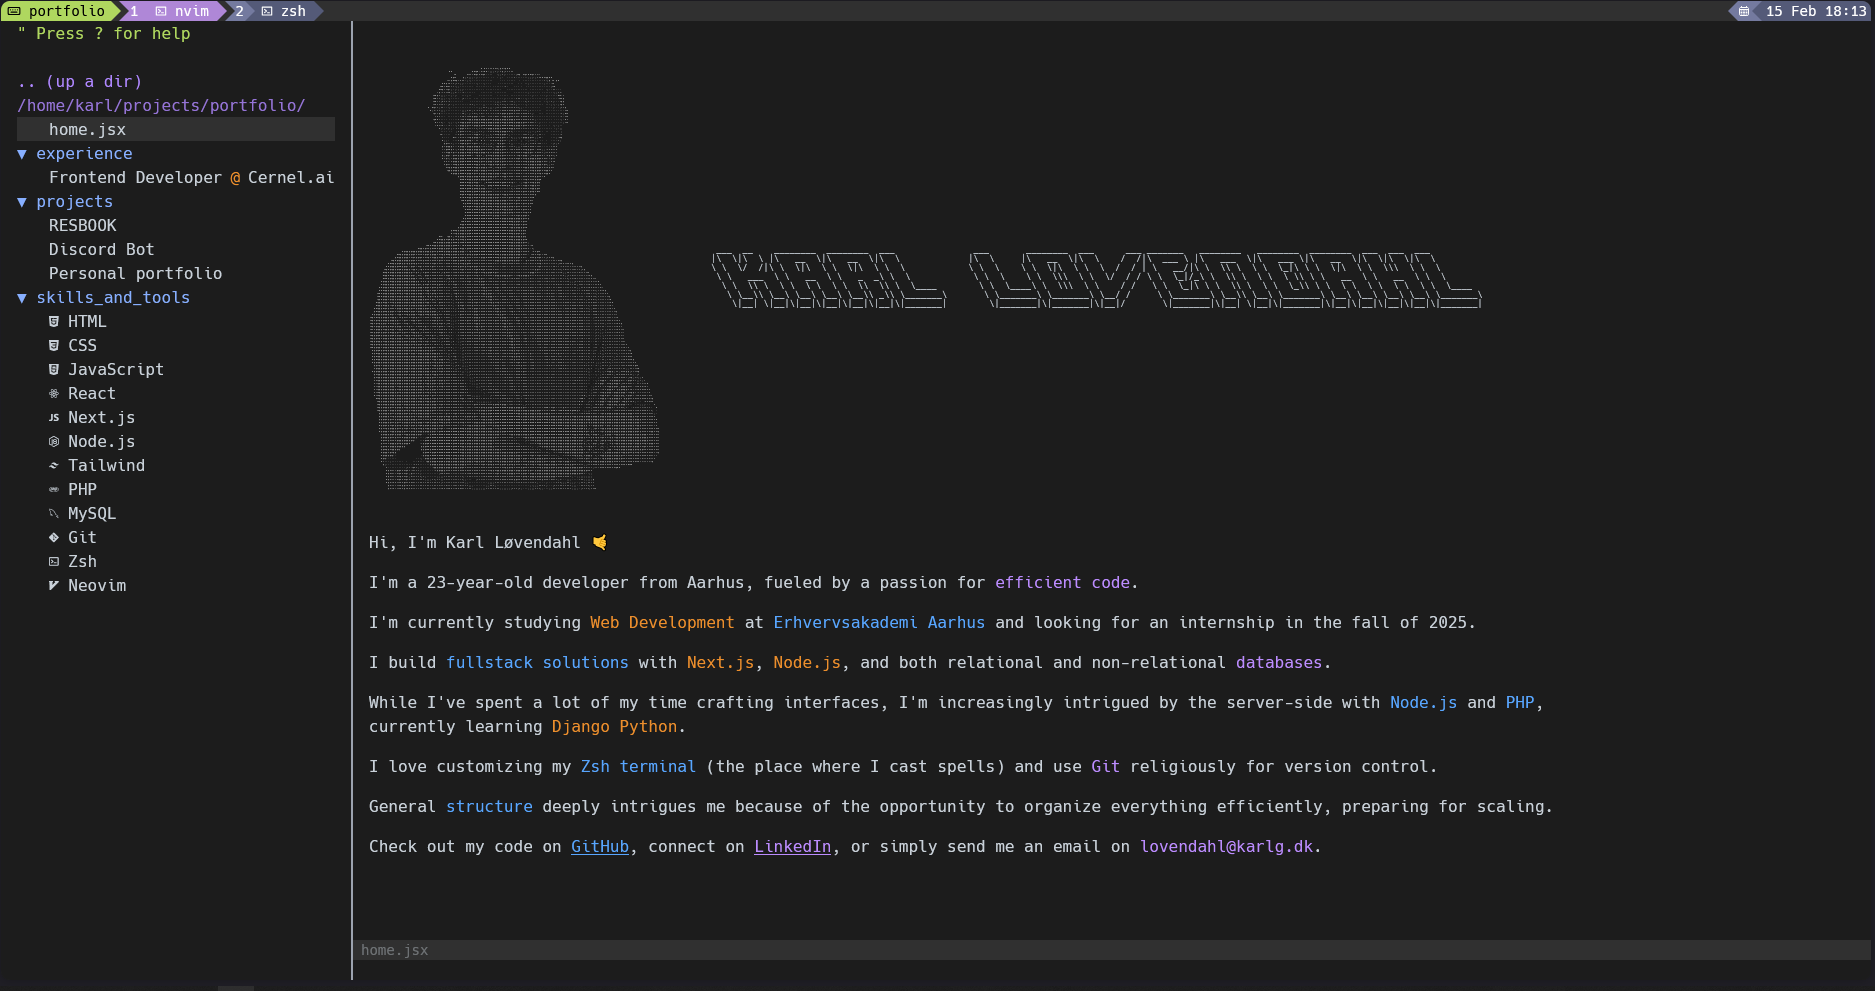 portfolio 1 nvim 2 zsh 15 Feb 18:13
" Press ? for help
.. (up a dir)
/home/karl/projects/portfolio/
home.jsx
▼ experience
Frontend Developer @ Cernel.ai
▼ projects
RESBOOK
Discord Bot
Personal portfolio
▼ skills_and_tools
HTML
CSS
JavaScript
React
JS Next.js
Node.js
Tailwind
PHP
MySQL
Git
Zsh
Neovim
KARL LØVENDAHL
Hi, I'm Karl Løvendahl 🤙
I'm a 23-year-old developer from Aarhus, fueled by a passion for efficient code.
I'm currently studying Web Development at Erhvervsakademi Aarhus and looking for an internship in the fall of 2025.
I build fullstack solutions with Next.js, Node.js, and both relational and non-relational databases.
While I've spent a lot of my time crafting interfaces, I'm increasingly intrigued by the server-side with Node.js and PHP,
currently learning Django Python.
I love customizing my Zsh terminal (the place where I cast spells) and use Git religiously for version control.
General structure deeply intrigues me because of the opportunity to organize everything efficiently, preparing for scaling.
Check out my code on GitHub, connect on LinkedIn, or simply send me an email on lovendahl@karlg.dk.
home.jsx